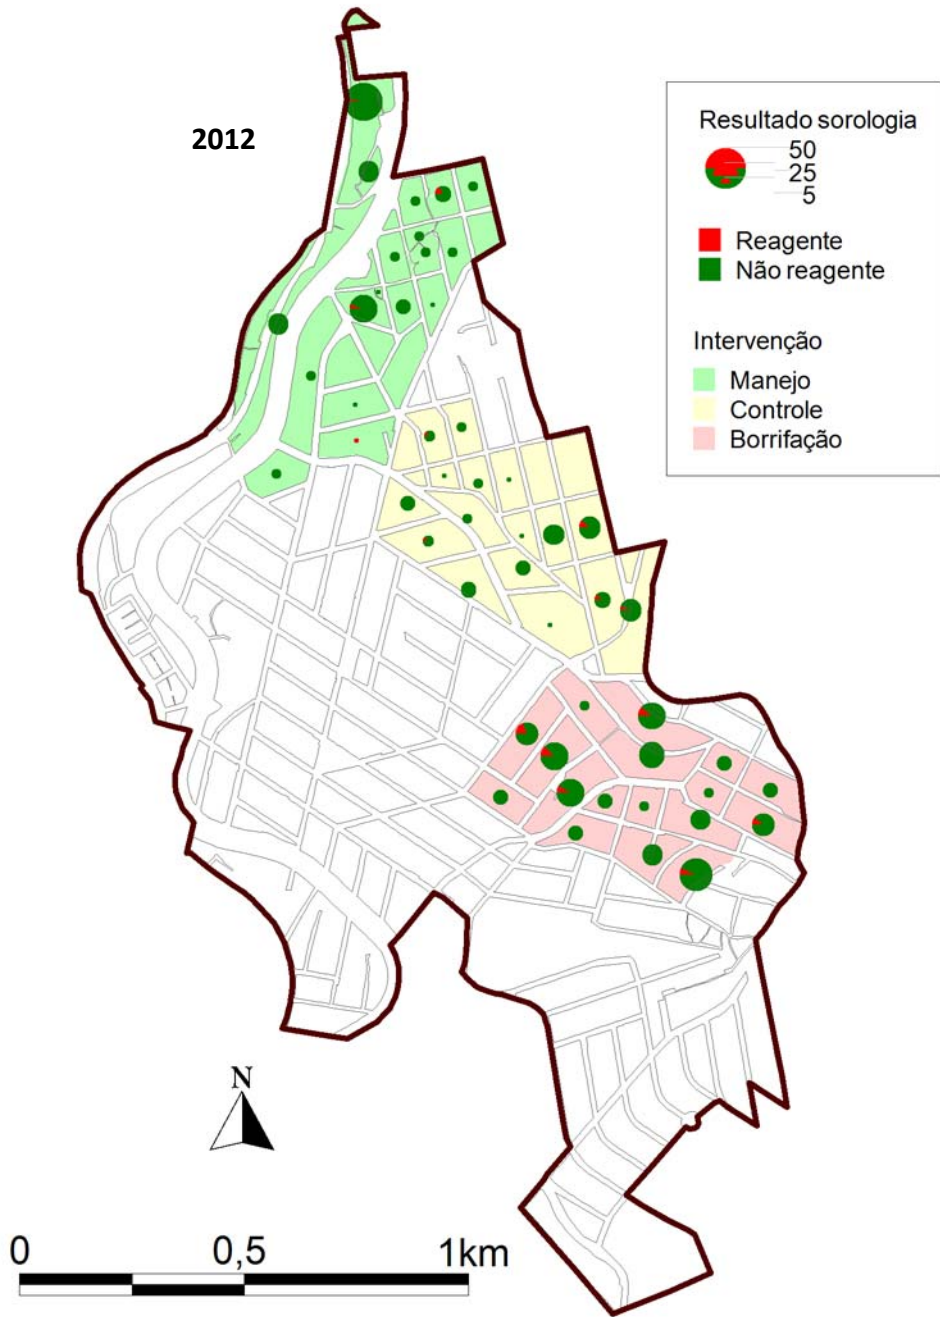 2012
Resultado sorologia
50
25
5
Reagente
Não reagente
Intervenção
Manejo
Controle
Borrifação
N
0 0,5 1km